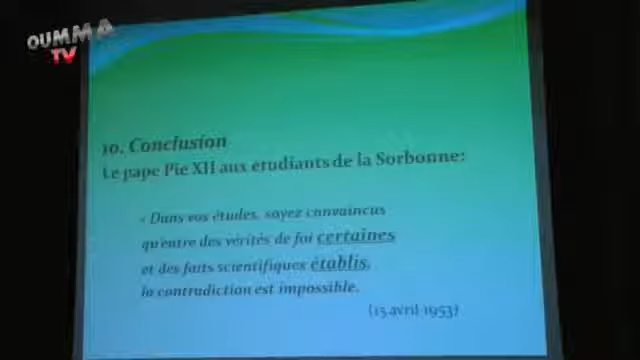 OUMMA
TV
10. Conclusion
Le pape Pie XII aux étudiants de la Sorbonne:
« Dans vos études, soyez convaincus
qu'entre des vérités de foi certaines
et des faits scientifiques établis,
la contradiction est impossible.
(15 avril 1953)